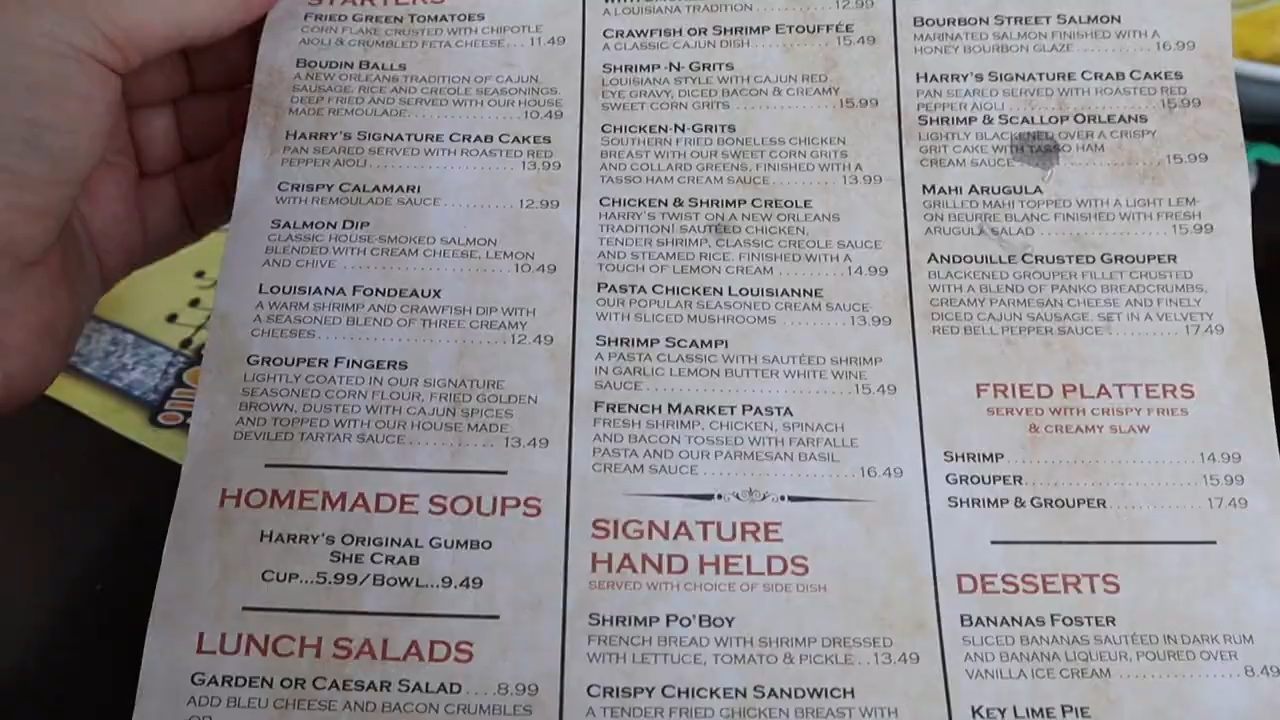 STARTERS
FRIED GREEN TOMATOES
CORN FLAKE CRUSTED WITH CHIPOTLE
AIOLI & CRUMBLED FETA CHEESE... 11.49
BOUDIN BALLS
A NEW ORLEANS TRADITION OF CAJUN
SAUSAGE, RICE AND CREOLE SEASONINGS.
DEEP FRIED AND SERVED WITH OUR HOUSE
MADE REMOULADE..............10.49
HARRY'S SIGNATURE CRAB CAKES
PAN SEARED SERVED WITH ROASTED RED
PEPPER AIOLI....................13.99
CRISPY CALAMARI
WITH REMOULADE SAUCE..........12.99
SALMON DIP
CLASSIC HOUSE-SMOKED SALMON
BLENDED WITH CREAM CHEESE, LEMON
AND CHIVE ......................10.49
LOUISIANA FONDEAUX
A WARM SHRIMP AND CRAWFISH DIP WITH
A SEASONED BLEND OF THREE CREAMY
CHEESES.........................12.49
GROUPER FINGERS
LIGHTLY COATED IN OUR SIGNATURE
SEASONED CORN FLOUR, FRIED GOLDEN
BROWN, DUSTED WITH CAJUN SPICES
AND TOPPED WITH OUR HOUSE MADE
DEVILED TARTAR SAUCE............13.49
HOMEMADE SOUPS
HARRY'S ORIGINAL GUMBO
SHE CRAB
CUP...5.99/BOWL...9.49
LUNCH SALADS
GARDEN OR CAESAR SALAD....8.99
ADD BLEU CHEESE AND BACON CRUMBLES
A LOUISIANA TRADITION ...........12.99
CRAWFISH OR SHRIMP ETOUFFÉE
A CLASSIC CAJUN DISH............15.49
SHRIMP -N- GRITS
LOUISIANA STYLE WITH CAJUN RED
EYE GRAVY, DICED BACON & CREAMY
SWEET CORN GRITS ...............15.99
CHICKEN-N-GRITS
SOUTHERN FRIED BONELESS CHICKEN
BREAST WITH OUR SWEET CORN GRITS
AND COLLARD GREENS, FINISHED WITH A
TASSO HAM CREAM SAUCE..........13.99
CHICKEN & SHRIMP CREOLE
HARRY'S TWIST ON A NEW ORLEANS
TRADITION! SAUTÉED CHICKEN,
TENDER SHRIMP, CLASSIC CREOLE SAUCE
AND STEAMED RICE. FINISHED WITH A
TOUCH OF LEMON CREAM ..........14.99
PASTA CHICKEN LOUISIANNE
OUR POPULAR SEASONED CREAM SAUCE
WITH SLICED MUSHROOMS .........13.99
SHRIMP SCAMPI
A PASTA CLASSIC WITH SAUTÉED SHRIMP
IN GARLIC LEMON BUTTER WHITE WINE
SAUCE...........................15.49
FRENCH MARKET PASTA
FRESH SHRIMP, CHICKEN, SPINACH
AND BACON TOSSED WITH FARFALLE
PASTA AND OUR PARMESAN BASIL
CREAM SAUCE ....................16.49
SIGNATURE
HAND HELDS
SERVED WITH CHOICE OF SIDE DISH
SHRIMP PO'BOY
FRENCH BREAD WITH SHRIMP DRESSED
WITH LETTUCE, TOMATO & PICKLE..13.49
CRISPY CHICKEN SANDWICH
A TENDER FRIED CHICKEN BREAST WITH
BOURBON STREET SALMON
MARINATED SALMON FINISHED WITH A
HONEY BOURBON GLAZE............16.99
HARRY'S SIGNATURE CRAB CAKES
PAN SEARED SERVED WITH ROASTED RED
PEPPER AIOLI....................15.99
SHRIMP & SCALLOP ORLEANS
LIGHTLY BLACKENED OVER A CRISPY
GRIT CAKE WITH TASSO HAM
CREAM SAUCE....................15.99
MAHI ARUGULA
GRILLED MAHI TOPPED WITH A LIGHT LEM-
ON BEURRE BLANC FINISHED WITH FRESH
ARUGULA SALAD ..................15.99
ANDOUILLE CRUSTED GROUPER
BLACKENED GROUPER FILLET CRUSTED
WITH A BLEND OF PANKO BREADCRUMBS,
CREAMY PARMESAN CHEESE AND FINELY
DICED CAJUN SAUSAGE. SET IN A VELVETY
RED BELL PEPPER SAUCE ..........17.49
FRIED PLATTERS
SERVED WITH CRISPY FRIES
& CREAMY SLAW
SHRIMP..........................14.99
GROUPER.........................15.99
SHRIMP & GROUPER...............17.49
DESSERTS
BANANAS FOSTER
SLICED BANANAS SAUTÉED IN DARK RUM
AND BANANA LIQUEUR, POURED OVER
VANILLA ICE CREAM ..............8.49
KEY LIME PIE